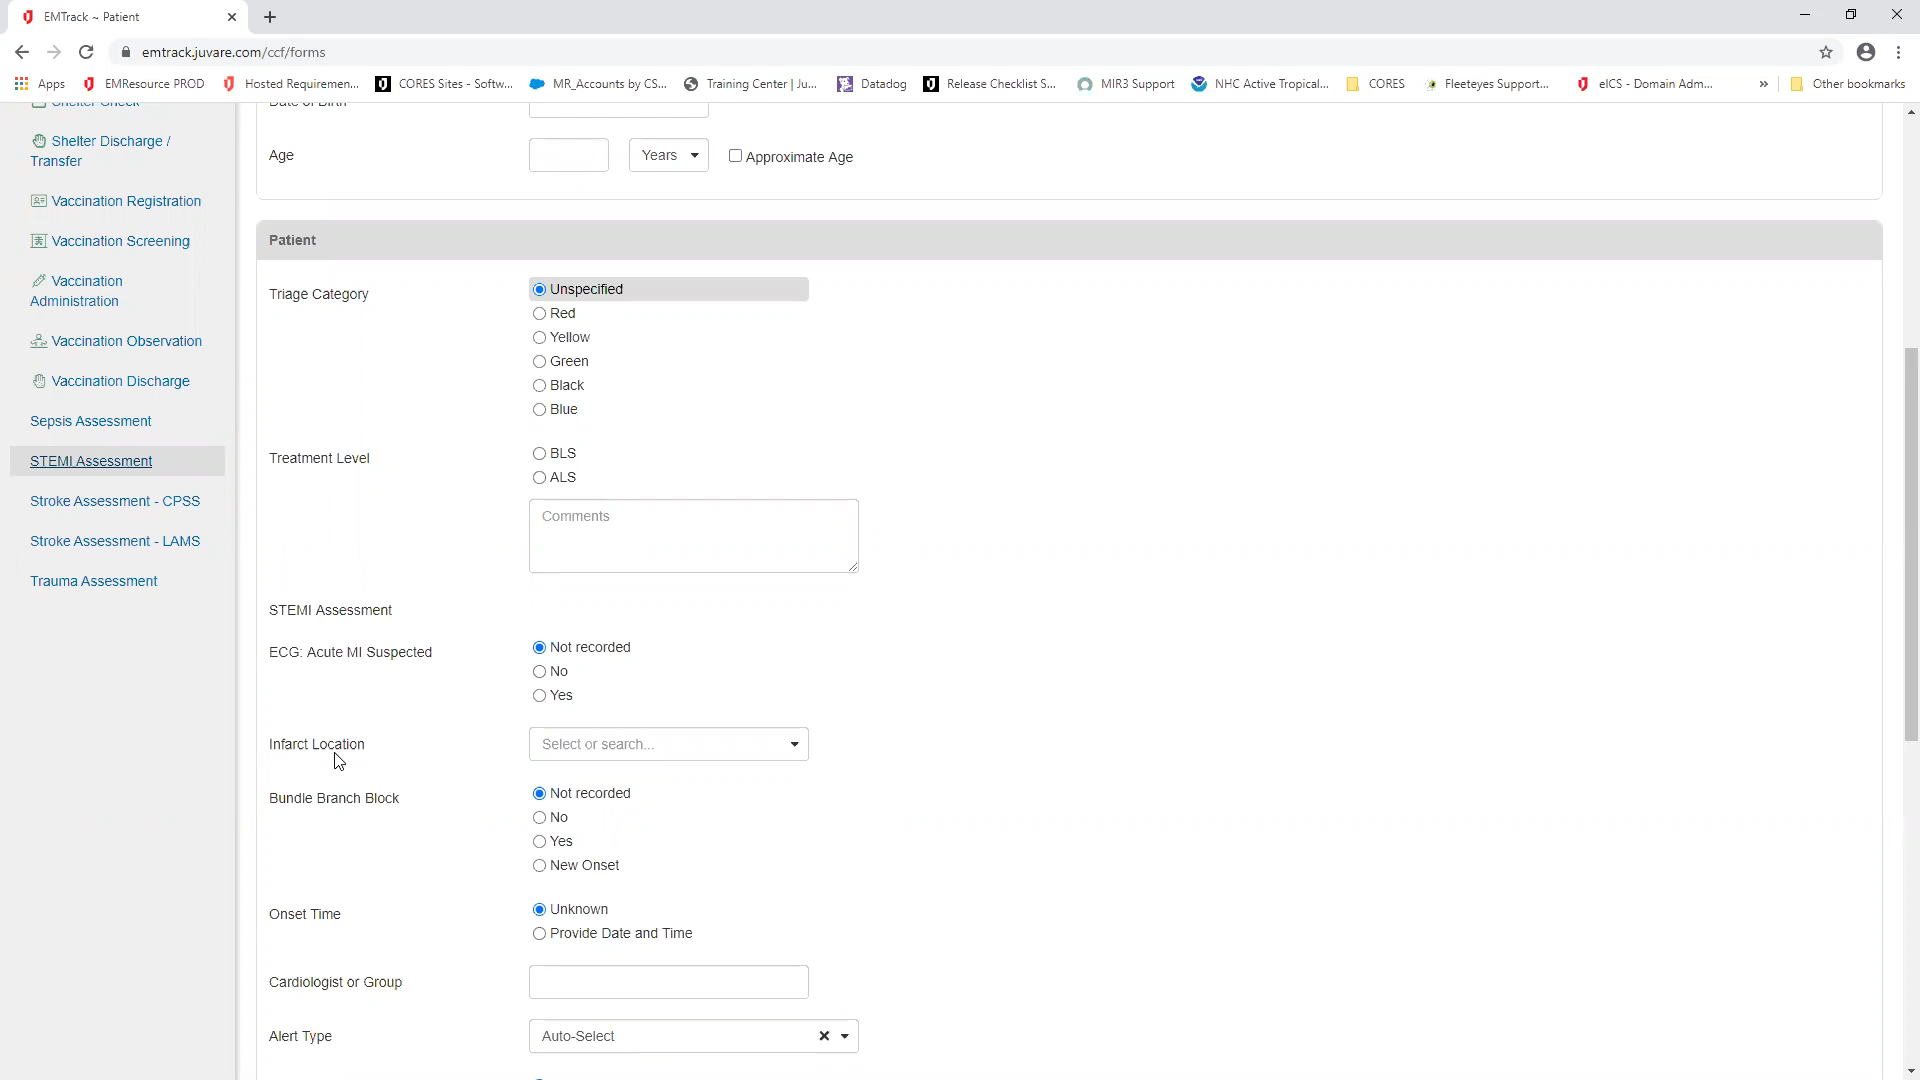 EMTrack ~ Patient
emtrack.juvare.com/ccf/forms
Apps
EMResource PROD
Hosted Requiremen...
CORES Sites - Softw...
MR_Accounts by CS...
Training Center | Ju...
Datadog
Release Checklist S...
MIR3 Support
NHC Active Tropical...
CORES
Fleeteyes Support...
eICS - Domain Adm...
»
Other bookmarks
Shelter Check
Shelter Discharge /
Transfer
Vaccination Registration
Vaccination Screening
Vaccination
Administration
Vaccination Observation
Vaccination Discharge
Sepsis Assessment
STEMI Assessment
Stroke Assessment - CPSS
Stroke Assessment - LAMS
Trauma Assessment
Date of Birth
Age
Years
Approximate Age
Patient
Triage Category
Unspecified
Red
Yellow
Green
Black
Blue
Treatment Level
BLS
ALS
Comments
STEMI Assessment
ECG: Acute MI Suspected
Not recorded
No
Yes
Infarct Location
Select or search...
Bundle Branch Block
Not recorded
No
Yes
New Onset
Onset Time
Unknown
Provide Date and Time
Cardiologist or Group
Alert Type
Auto-Select